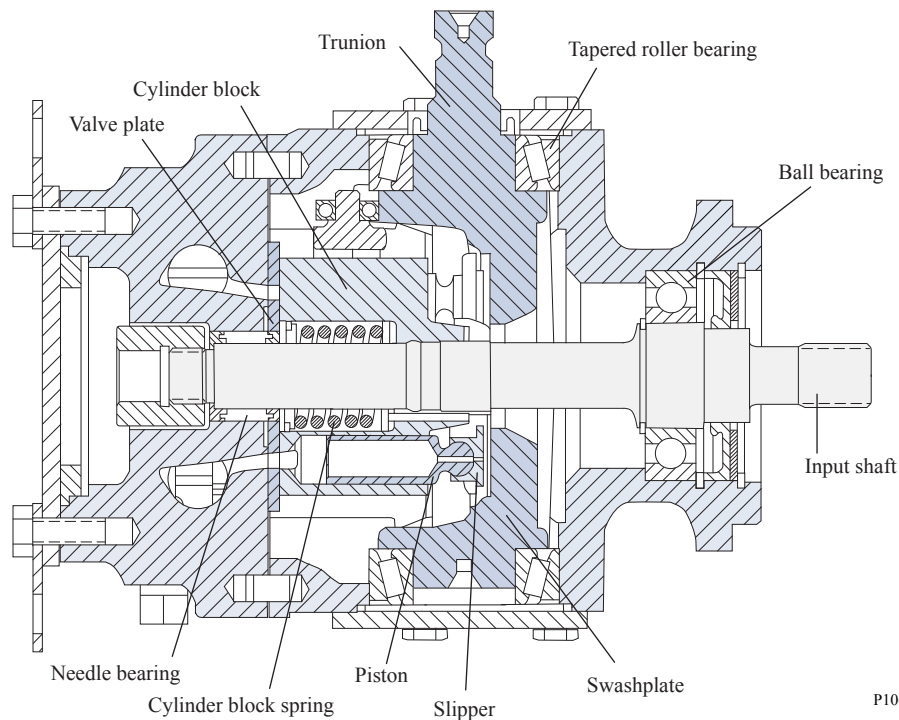 Trunion
Tapered roller bearing
Cylinder block
Valve plate
Ball bearing
Input shaft
Needle bearing
Cylinder block spring
Piston
Slipper
Swashplate
P10